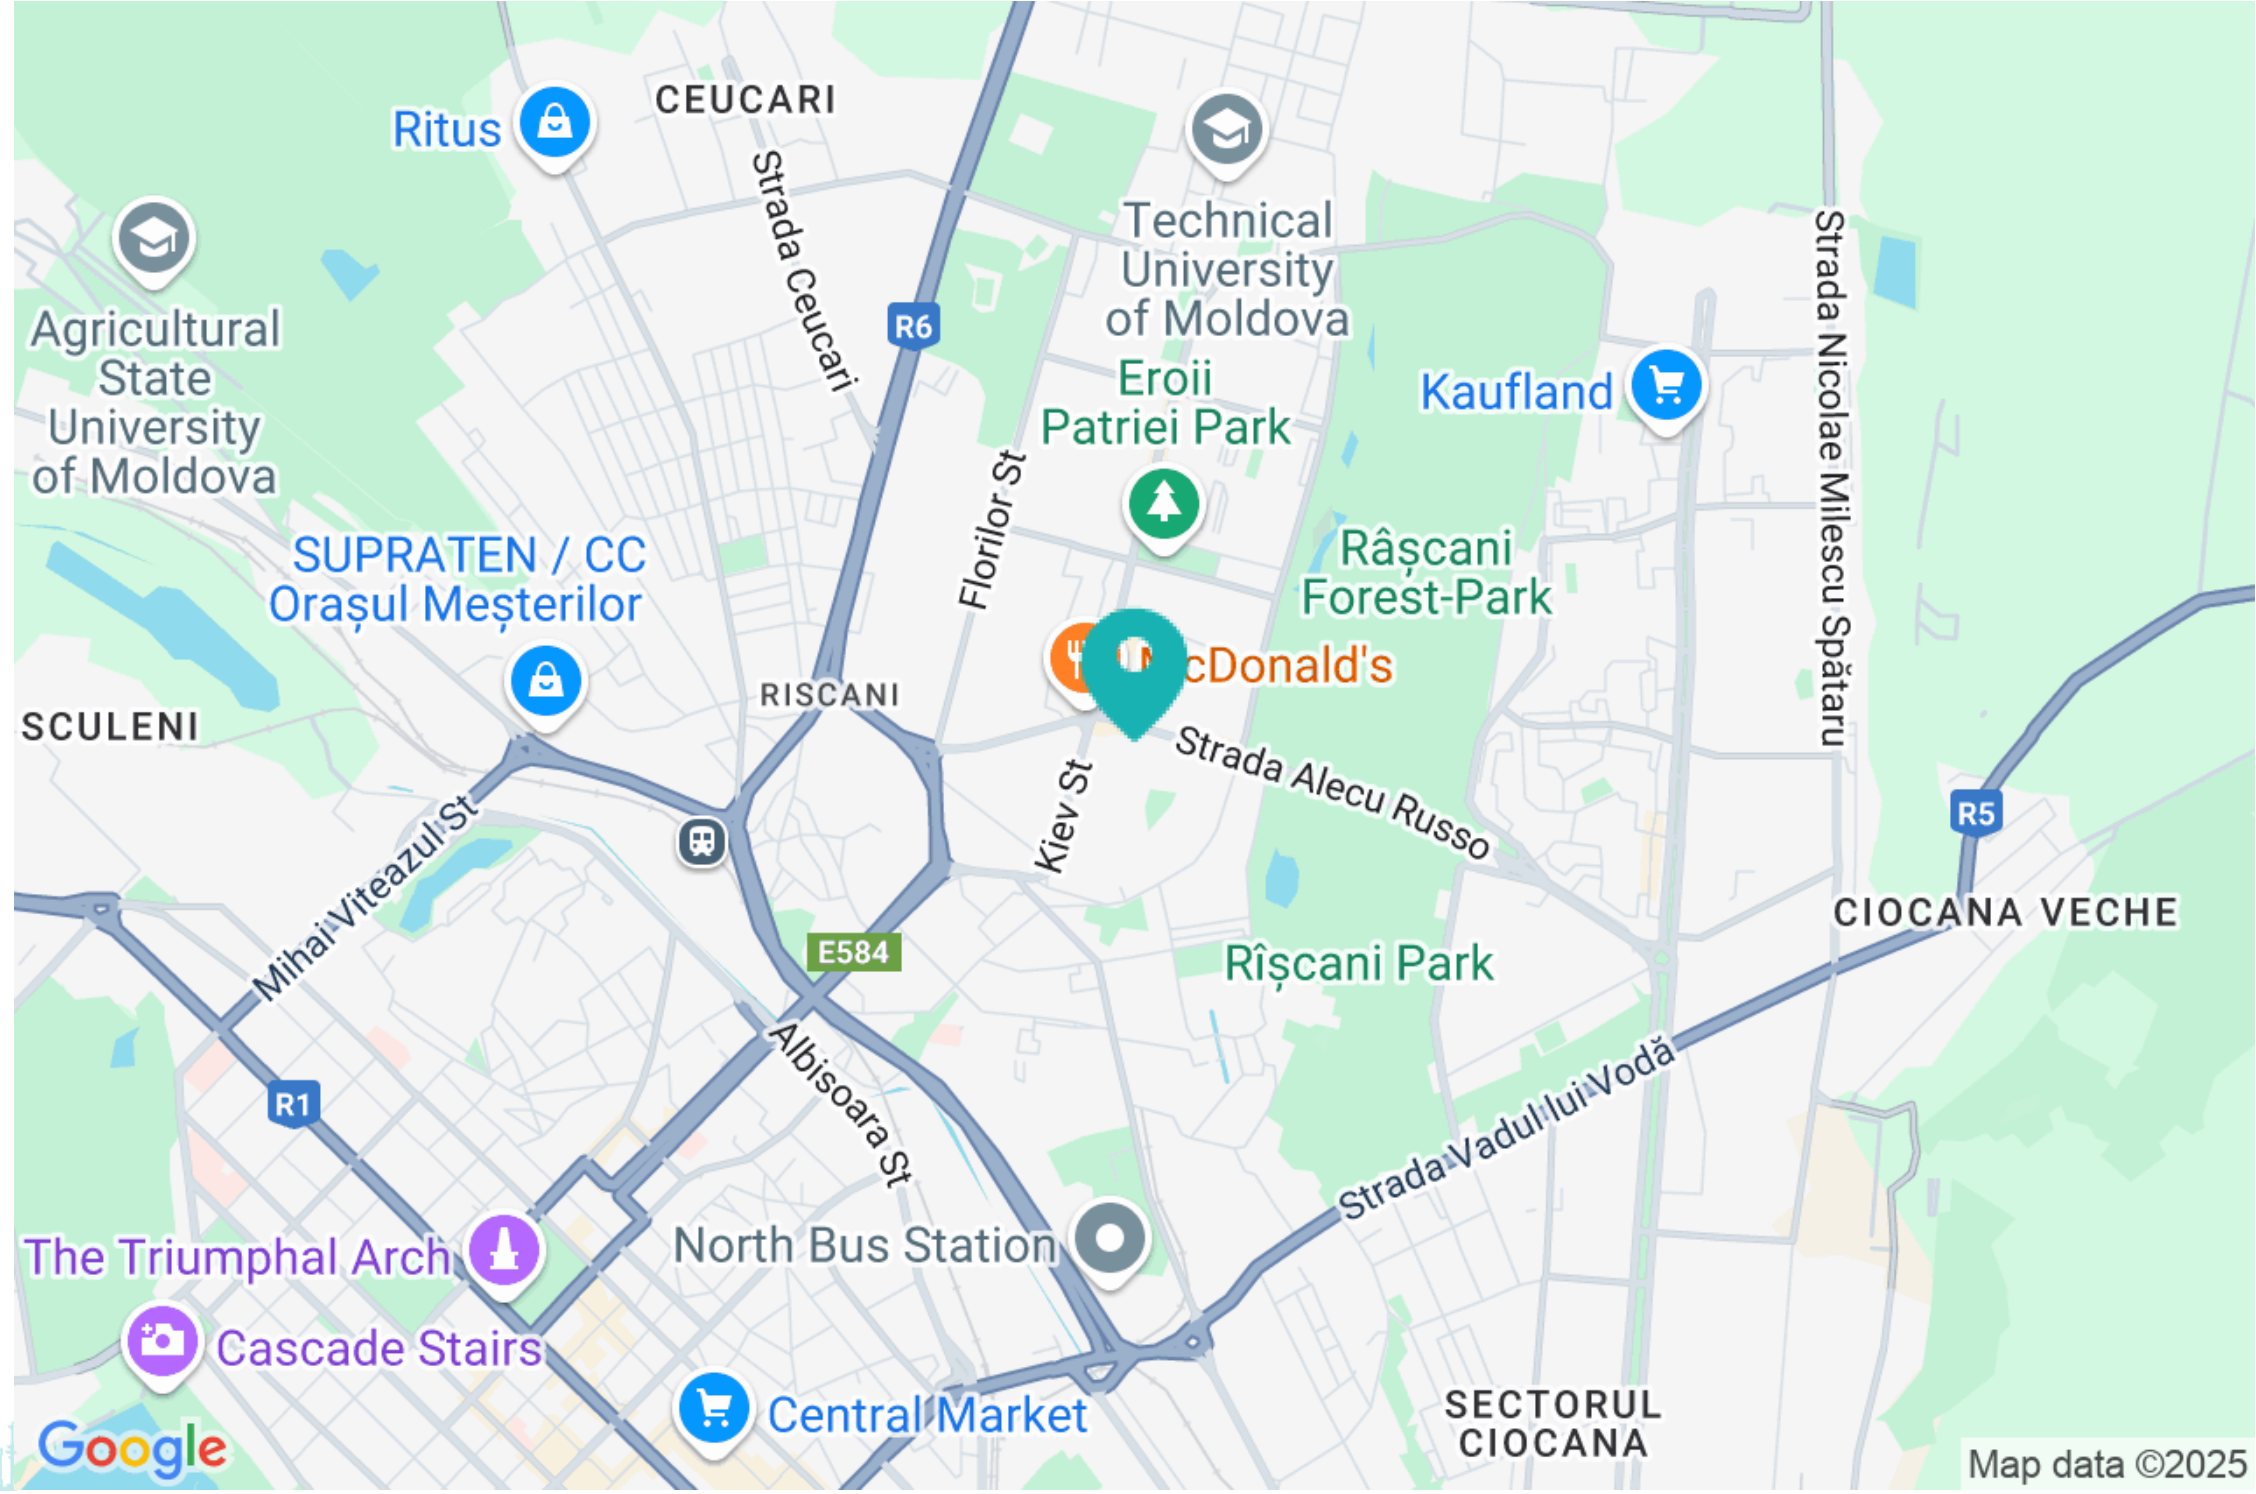 CEUCARI
Ritus
Strada Ceucari
Technical
University
of Moldova
Agricultural
State
University
of Moldova
R6
Eroii
Patriei Park
Kaufland
Strada Nicolae Milescu Spătaru
Florilor St
SUPRATEN / CC
Orașul Meșterilor
Râșcani
Forest-Park
McDonald's
RISCANI
SCULENI
Strada Alecu Russo
Kiev St
Mihai Viteazul St
R5
CIOCANA VECHE
E584
Rîșcani Park
Albisoara St
R1
Strada Vadul lui Vodă
North Bus Station
The Triumphal Arch
Cascade Stairs
Central Market
SECTORUL
CIOCANA
Google
Map data ©2025